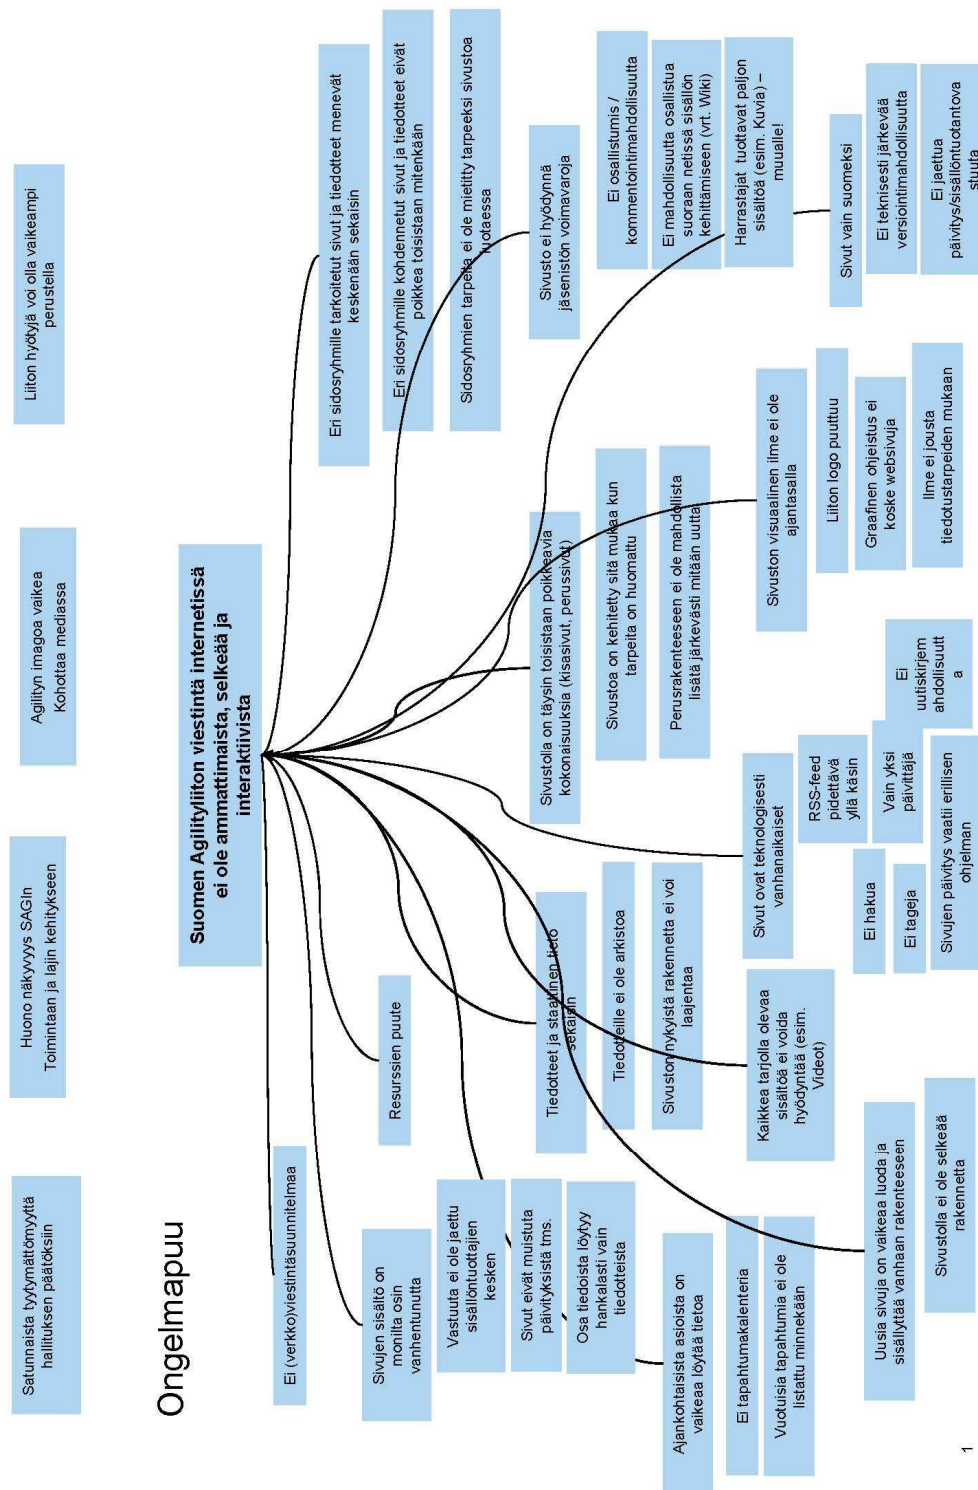 Satunnaista tyytymättömyyttä
hallituksen päätöksiin
Huono näkyvyys SAGIn
Toimintaan ja lajin kehitykseen
Agilityn imagoa vaikea
Kohottaa mediassa
Liiton hyötyjä voi olla vaikeampi
perustella
Ongelmapuu
Suomen Agilityliiton viestintä internetissä
ei ole ammattimaista, selkeää ja
interaktiivista
Ei (verkko)viestintäsuunnitelmaa
Sivujen sisältö on
monilta osin
vanhentunutta
Vastuuta ei ole jaettu
sisällöntuottajien
kesken
Sivut eivät muistuta
päivityksistä tms.
Osa tiedoista löytyy
hankalasti vain
tiedotteista
Ajankohtaisista asioista on
vaikeaa löytää tietoa
Ei tapahtumakalenteria
Vuotuisia tapahtumia ei ole
listattu minnekään
Uusia sivuja on vaikeaa luoda ja
sisällyttää vanhaan rakenteeseen
Sivustolla ei ole selkeää
rakennetta
Resurssien puute
Tiedotteet ja staattinen tieto
sekaisin
Tiedotteille ei ole arkistoa
Sivuston nykyistä rakennetta ei voi
laajentaa
Kaikkea tarjolla olevaa
sisältöä ei voida
hyödyntää (esim.
Videot)
Sivut ovat teknologisesti
vanhanaikaiset
RSS-feed
pidettävä
yllä käsin
Ei hakua
Vain yksi
päivittäjä
Ei tageja
Ei
uutiskirjem
ahdollisuutt
a
Sivujen päivitys vaatii erillisen
ohjelman
Sivustolla on täysin toisistaan poikkeavia
kokonaisuuksia (kisasivut, perussivut)
Sivustoa on kehitetty sitä mukaa kun
tarpeita on huomattu
Perusrakenteeseen ei ole mahdollista
lisätä järkevästi mitään uutta
Sivuston visuaalinen ilme ei ole
ajantasalla
Liiton logo puuttuu
Graafinen ohjeistus ei
koske websivuja
Ilme ei jousta
tiedotustarpeiden mukaan
Eri sidosryhmille tarkoitetut sivut ja tiedotteet menevät
keskenään sekaisin
Eri sidosryhmille kohdennetut sivut ja tiedotteet eivät
poikkea toisistaan mitenkään
Sidosryhmien tarpeita ei ole mietitty tarpeeksi sivustoa
luotaessa
Sivusto ei hyödynnä
jäsenistön voimavaroja
Ei osallistumis /
kommentointimahdollisuutta
Ei mahdollisuutta osallistua
suoraan netissä sisällön
kehittämiseen (vrt. Wiki)
Harrastajat tuottavat paljon
sisältöä (esim. Kuvia) –
muualle!
Sivut vain suomeksi
Ei teknisesti järkevää
versiointimahdollisuutta
Ei jaettua
päivitys/sisällöntuotantova
stuuta
1